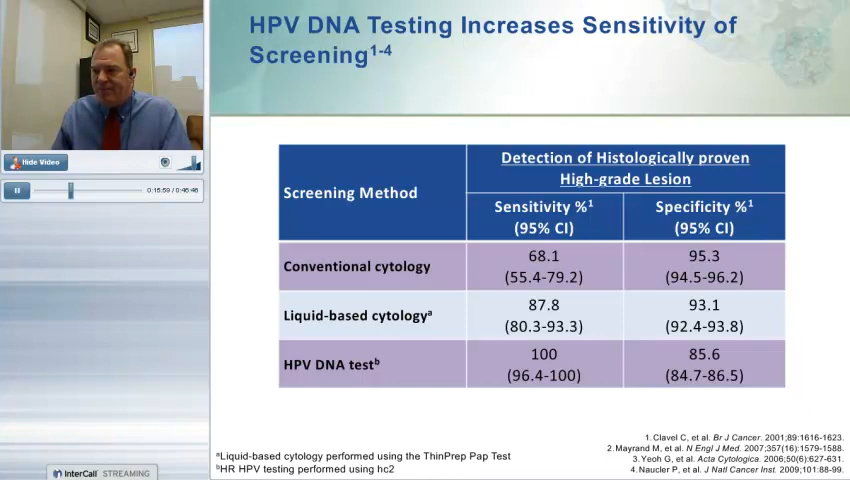 HPV DNA Testing Increases Sensitivity of
Screening1-4
Hide Video
0:15:59 / 0:46:46
Screening Method
Detection of Histologically proven
High-grade Lesion
Sensitivity %1
(95% CI)
Specificity %1
(95% CI)
Conventional cytology
68.1
(55.4-79.2)
95.3
(94.5-96.2)
Liquid-based cytologya
87.8
(80.3-93.3)
93.1
(92.4-93.8)
HPV DNA testb
100
(96.4-100)
85.6
(84.7-86.5)
1.Clavel C, et al. Br J Cancer. 2001;89:1616-1623.
2.Mayrand M, et al. N Engl J Med. 2007;357(16):1579-1588.
3.Yeoh G, et al. Acta Cytologica. 2006;50(6):627-631.
4.Naucler P, et al. J Natl Cancer Inst. 2009;101:88-99.
aLiquid-based cytology performed using the ThinPrep Pap Test
bHR HPV testing performed using hc2
InterCall STREAMING